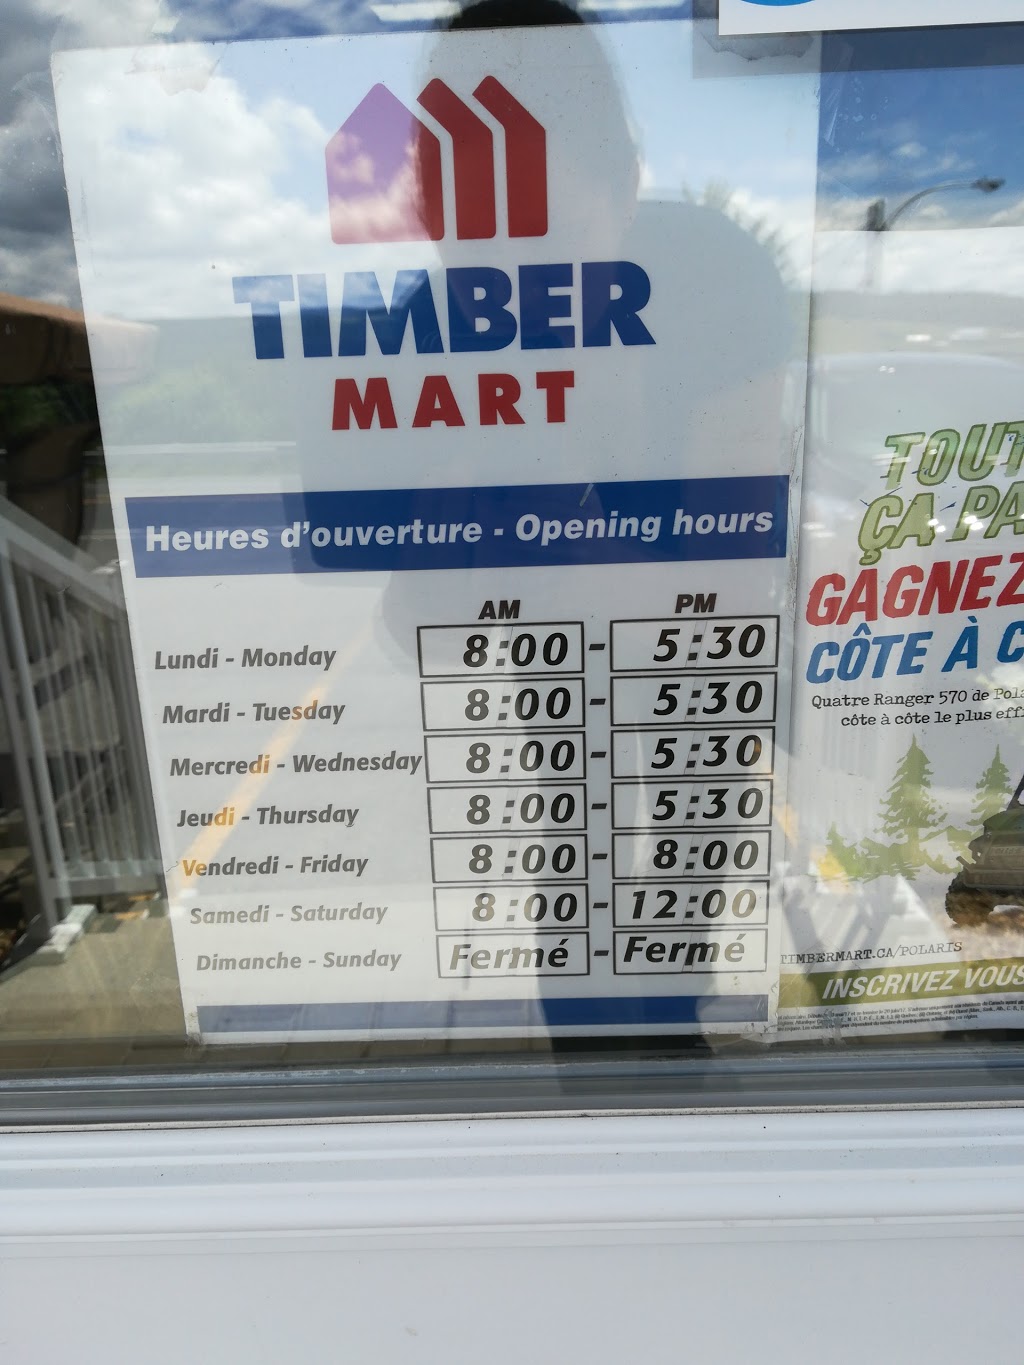 TIMBER
MART
Heures d'ouverture - Opening hours
AM PM
Lundi - Monday 8:00 - 5:30
Mardi - Tuesday 8:00 - 5:30
Mercredi - Wednesday 8:00 - 5:30
Jeudi - Thursday 8:00 - 5:30
Vendredi - Friday 8:00 - 8:00
Samedi - Saturday 8:00 - 12:00
Dimanche - Sunday Fermé - Fermé
TOUT
ÇA PA
GAGNEZ
CÔTE À C
Quatre Ranger 570 de Pola
côte à côte le plus eff
TIMBERMART.CA/POLARIS
INSCRIVEZ VOUS